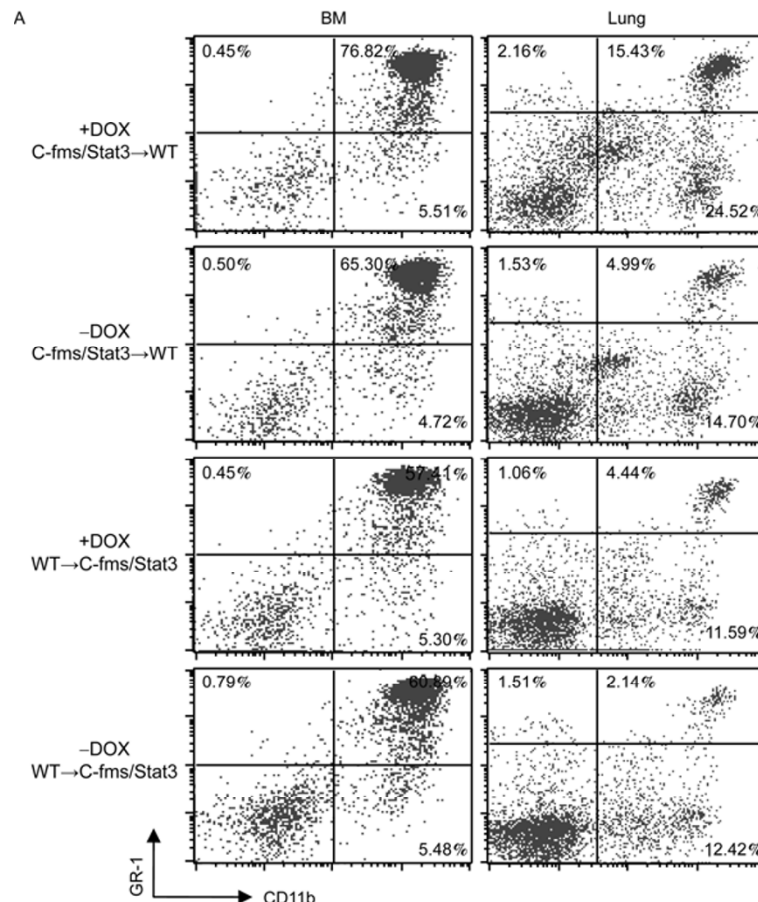 A
BM
Lung
+DOX
C-fms/Stat3→WT
0.45%
76.82%
5.51%
2.16%
15.43%
24.52%
−DOX
C-fms/Stat3→WT
0.50%
65.30%
4.72%
1.53%
4.99%
14.70%
+DOX
WT→C-fms/Stat3
0.45%
57.41%
5.30%
1.06%
4.44%
11.59%
−DOX
WT→C-fms/Stat3
0.79%
60.89%
5.48%
1.51%
2.14%
12.42%
GR-1
CD11b